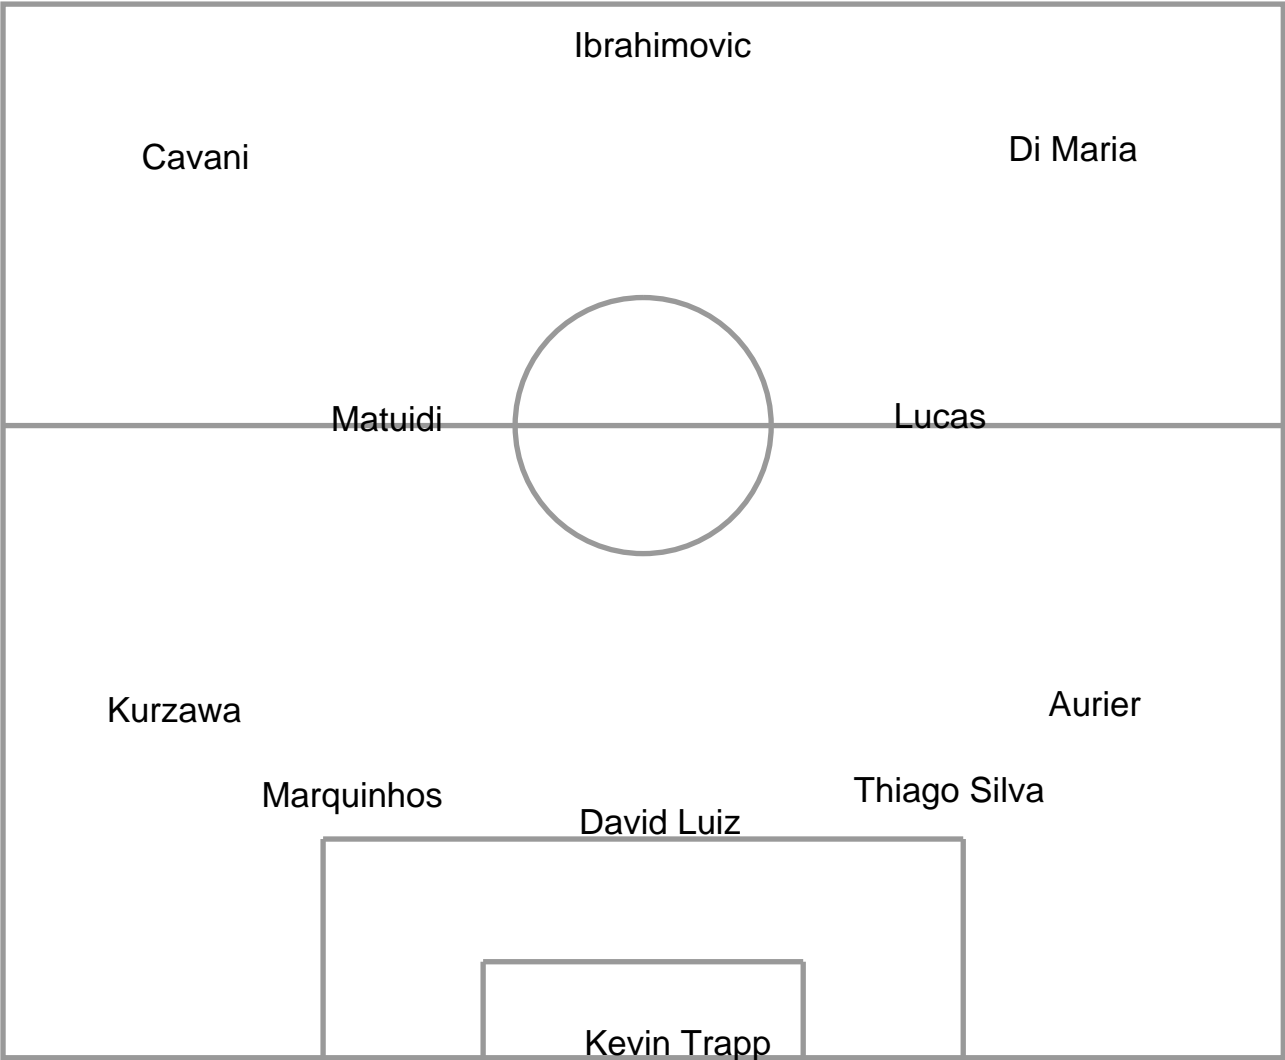 Ibrahimovic
Cavani
Di Maria
Matuidi
Lucas
Kurzawa
Aurier
Marquinhos
Thiago Silva
David Luiz
Kevin Trapp